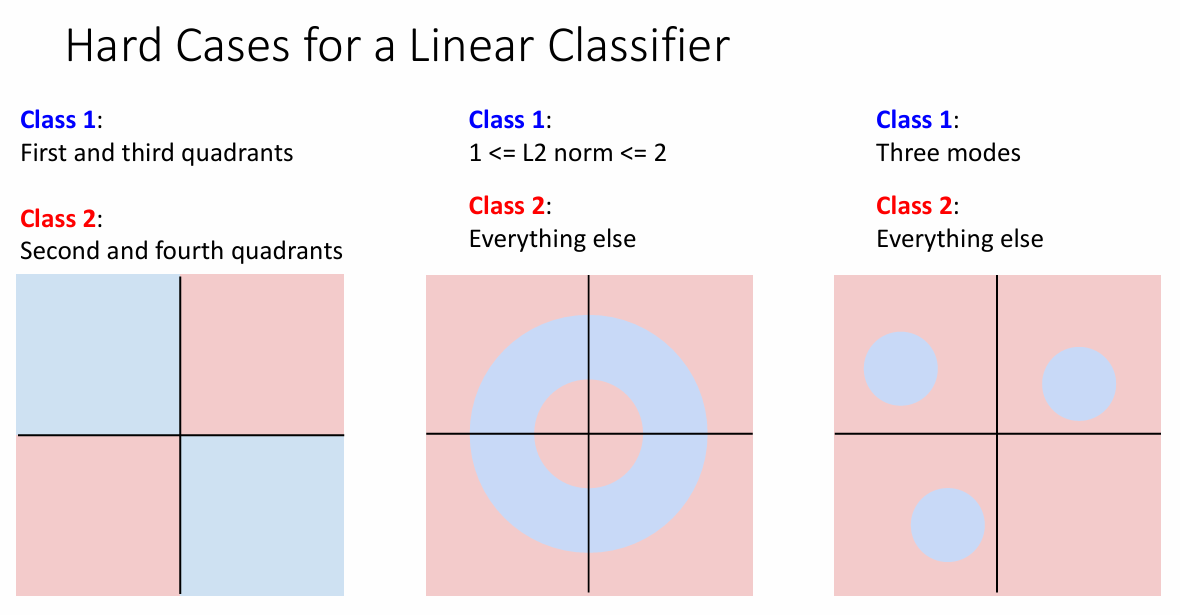 Hard Cases for a Linear Classifier
Class 1:
First and third quadrants
Class 2:
Second and fourth quadrants
Class 1:
1 <= L2 norm <= 2
Class 2:
Everything else
Class 1:
Three modes
Class 2:
Everything else